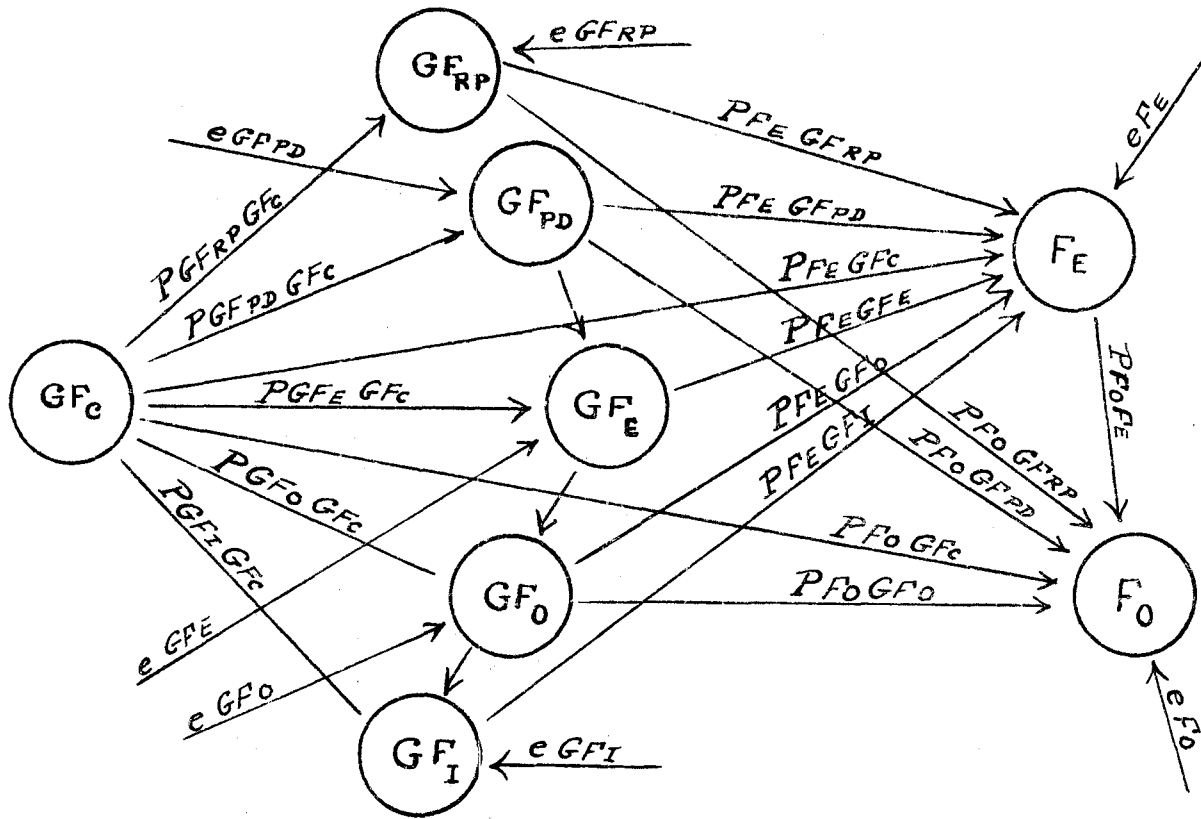 e GFRP
GFRP
PFE GFRP
eFE
e GFPD
GFPD
PFE GFPD
PGFRP GFC
PGFPD GFC
PFE GFC
FE
PFE GFE
GFC
PGFE GFC
GFE
PFE GFO
PFE GFI
PFO FE
PFO GFRP
PFO GFPD
PGFO GFC
PGFI GFC
PFO GFC
PFO GFO
GFO
FO
e GFE
e GFO
GFI
e GFI
e FO